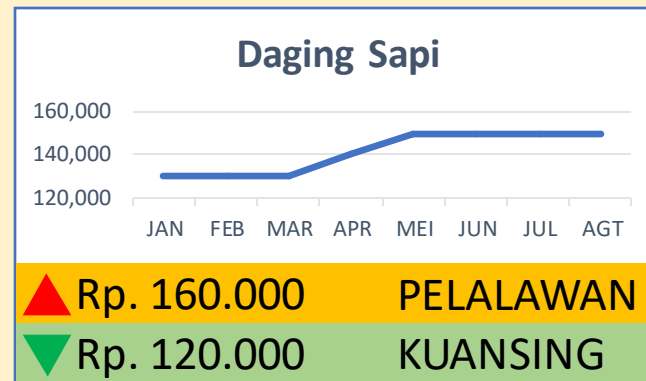 Daging Sapi
160,000
140,000
120,000
JAN FEB MAR APR MEI JUN JUL AGT
Rp. 160.000 PELALAWAN
Rp. 120.000 KUANSING